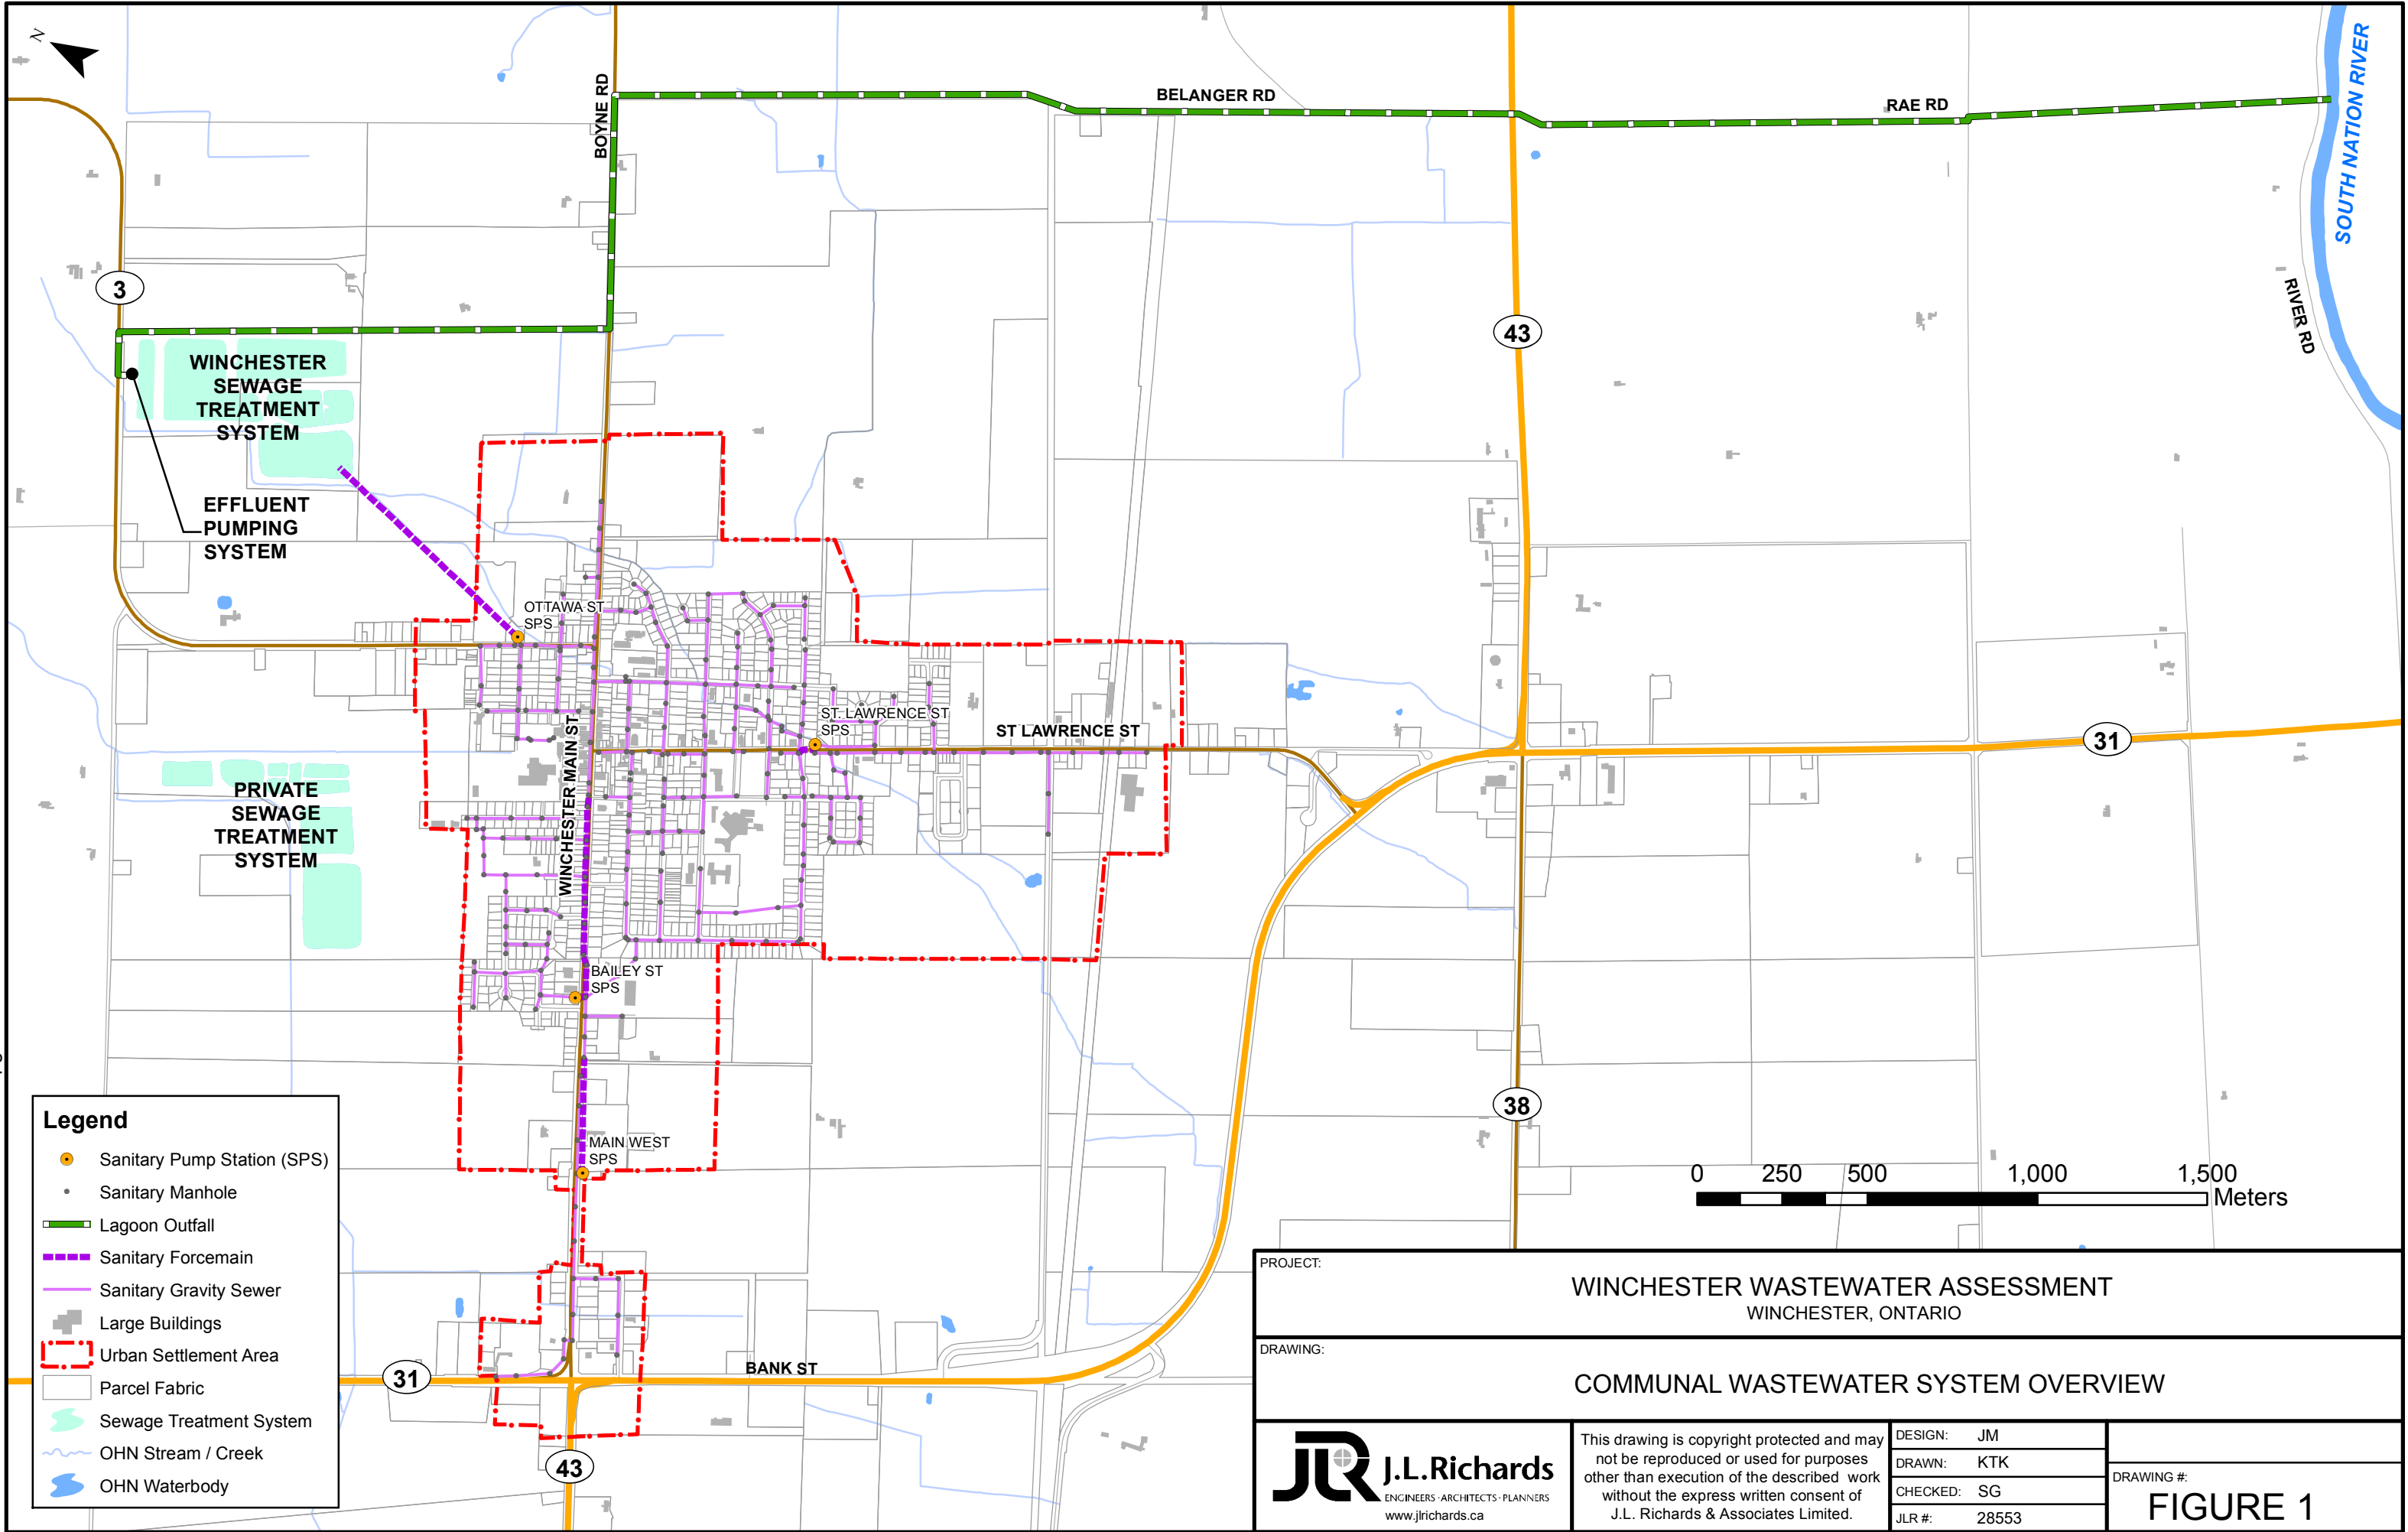 N
BOYNE RD
BELANGER RD
RAE RD
SOUTH NATION RIVER
RIVER RD
3
43
WINCHESTER
SEWAGE
TREATMENT
SYSTEM
EFFLUENT
PUMPING
SYSTEM
OTTAWA ST
SPS
ST LAWRENCE ST
SPS
ST LAWRENCE ST
31
WINCHESTER MAIN ST
PRIVATE
SEWAGE
TREATMENT
SYSTEM
BAILEY ST
SPS
38
MAIN WEST
SPS
0 250 500 1,000 1,500
Meters
31
BANK ST
43
Legend
Sanitary Pump Station (SPS)
Sanitary Manhole
Lagoon Outfall
Sanitary Forcemain
Sanitary Gravity Sewer
Large Buildings
Urban Settlement Area
Parcel Fabric
Sewage Treatment System
OHN Stream / Creek
OHN Waterbody
PROJECT:
WINCHESTER WASTEWATER ASSESSMENT
WINCHESTER, ONTARIO
DRAWING:
COMMUNAL WASTEWATER SYSTEM OVERVIEW
JLR J.L.Richards
ENGINEERS · ARCHITECTS · PLANNERS
www.jlrichards.ca
This drawing is copyright protected and may
not be reproduced or used for purposes
other than execution of the described work
without the express written consent of
J.L. Richards & Associates Limited.
DESIGN: JM
DRAWN: KTK
CHECKED: SG
JLR #: 28553
DRAWING #:
FIGURE 1